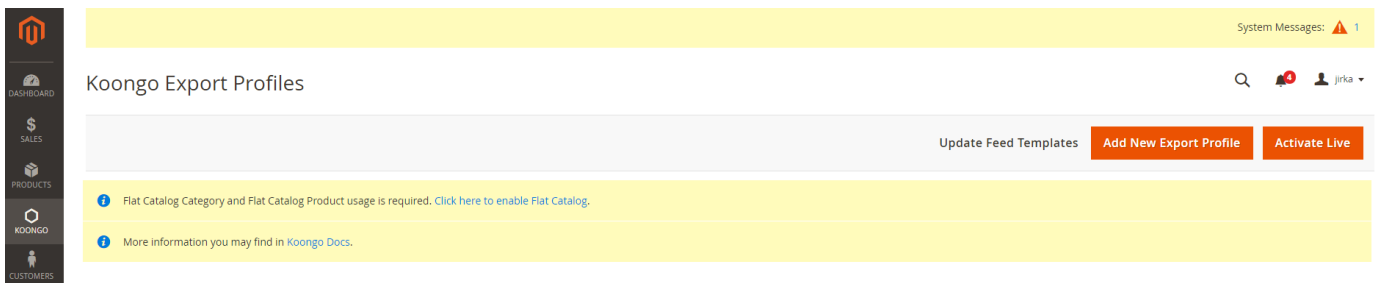 System Messages: 1
DASHBOARD
Koongo Export Profiles
4
jirka
$
SALES
Update Feed Templates
Add New Export Profile
Activate Live
PRODUCTS
Flat Catalog Category and Flat Catalog Product usage is required. Click here to enable Flat Catalog.
KOONGO
More information you may find in Koongo Docs.
CUSTOMERS